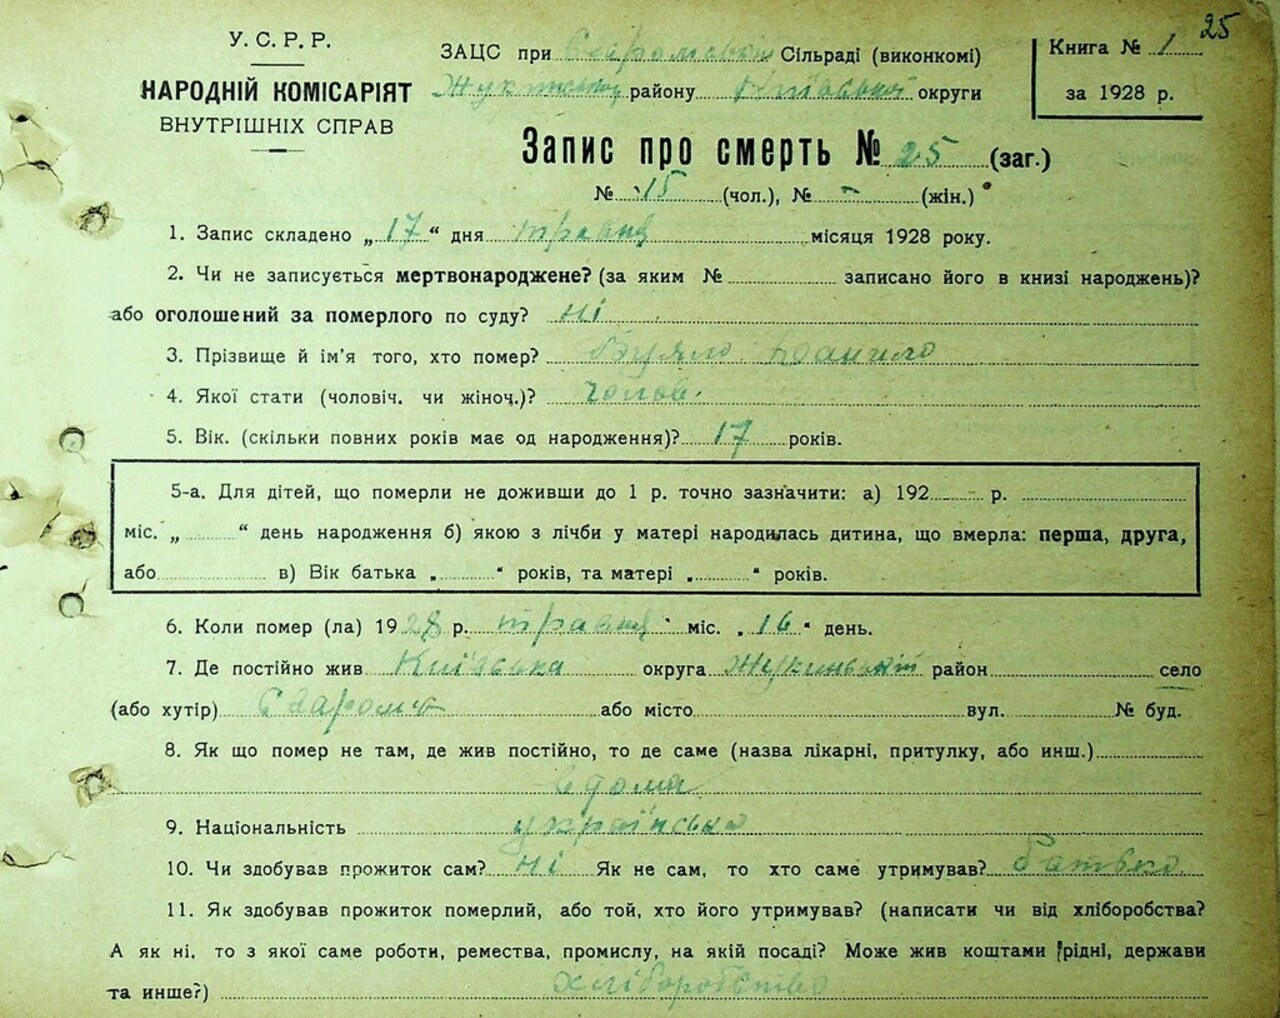 25
У. С. Р. Р.
НАРОДНІЙ КОМІСАРІЯТ
ВНУТРІШНІХ СПРАВ
ЗАЦС при Сільраді (виконкомі)
району Київської округи
Книга № 1
за 1928 р.
Запис про смерть № 25 (заг.)
№ 15 (чол.), № - (жін.)
1. Запис складено „17“ дня травня місяця 1928 року.
2. Чи не записується мертвонароджене? (за яким № записано його в книзі народжень)?
або оголошений за померлого по суду? ні
3. Прізвище й ім'я того, хто помер? Данило
4. Якої стати (чоловіч. чи жіноч.)? чолов.
5. Вік. (скільки повних років має од народження)? 17 років.
5-а. Для дітей, що померли не доживши до 1 р. точно зазначити: а) 192 р.
міс. „ “ день народження б) якою з лічби у матері народилась дитина, що вмерла: перша, друга,
або в) Вік батька „ “ років, та матері „ “ років.
6. Коли помер (ла) 1928 р. травня міс. „16“ день.
7. Де постійно жив Київська округа Жукинський район село
(або хутір) або місто вул. № буд.
8. Як що помер не там, де жив постійно, то де саме (назва лікарні, притулку, або инш.)
вдома
9. Національність українська
10. Чи здобував прожиток сам? ні Як не сам, то хто саме утримував? батько
11. Як здобував прожиток померлий, або той, хто його утримував? (написати чи від хліборобства?
А як ні, то з якої саме роботи, ремества, промислу, на якій посаді? Може жив коштами рідні, держави
та инше?) хліборобство